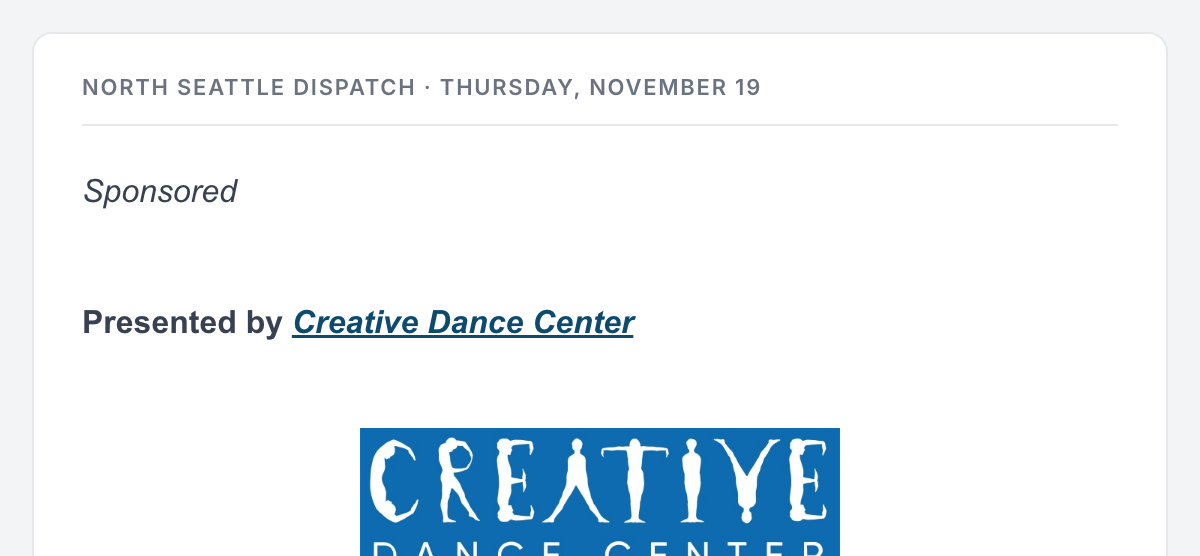 NORTH SEATTLE DISPATCH · THURSDAY, NOVEMBER 19
Sponsored
Presented by Creative Dance Center
CREATIVE
DANCE CENTER